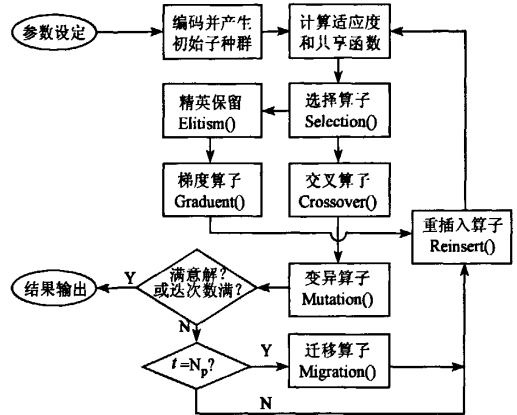 参数设定
编码并产生
初始子种群
计算适应度
和共享函数
精英保留
Elitism()
选择算子
Selection()
梯度算子
Graduent()
交叉算子
Crossover()
重插入算子
Reinsert()
结果输出
Y
满意解?
或迭次数满?
变异算子
Mutation()
N
t=Np?
Y
迁移算子
Migration()
N